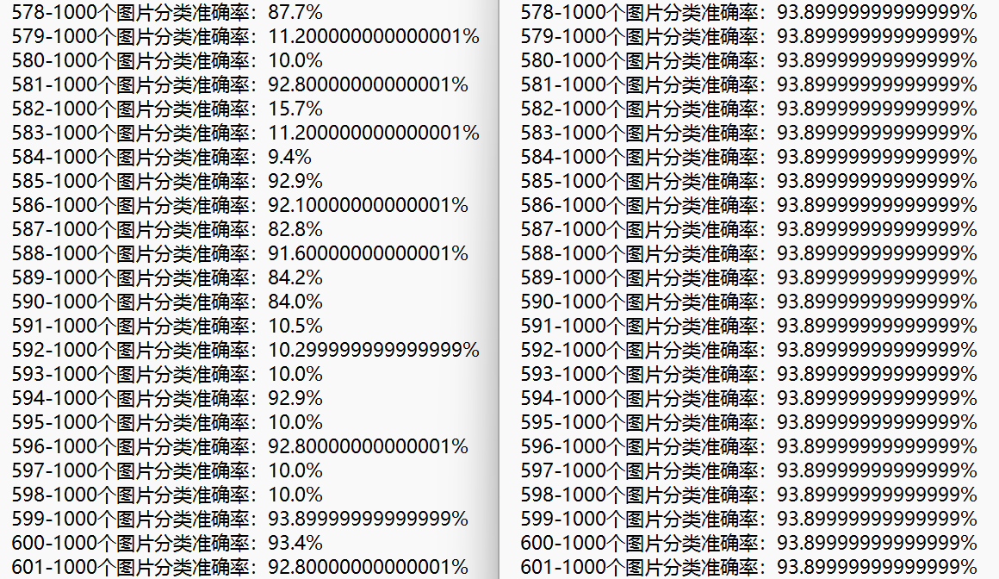 578-1000个图片分类准确率：87.7%
579-1000个图片分类准确率：11.200000000000001%
580-1000个图片分类准确率：10.0%
581-1000个图片分类准确率：92.80000000000001%
582-1000个图片分类准确率：15.7%
583-1000个图片分类准确率：11.200000000000001%
584-1000个图片分类准确率：9.4%
585-1000个图片分类准确率：92.9%
586-1000个图片分类准确率：92.10000000000001%
587-1000个图片分类准确率：82.8%
588-1000个图片分类准确率：91.60000000000001%
589-1000个图片分类准确率：84.2%
590-1000个图片分类准确率：84.0%
591-1000个图片分类准确率：10.5%
592-1000个图片分类准确率：10.299999999999999%
593-1000个图片分类准确率：10.0%
594-1000个图片分类准确率：92.9%
595-1000个图片分类准确率：10.0%
596-1000个图片分类准确率：92.80000000000001%
597-1000个图片分类准确率：10.0%
598-1000个图片分类准确率：10.0%
599-1000个图片分类准确率：93.89999999999999%
600-1000个图片分类准确率：93.4%
601-1000个图片分类准确率：92.80000000000001%
578-1000个图片分类准确率：93.89999999999999%
579-1000个图片分类准确率：93.89999999999999%
580-1000个图片分类准确率：93.89999999999999%
581-1000个图片分类准确率：93.89999999999999%
582-1000个图片分类准确率：93.89999999999999%
583-1000个图片分类准确率：93.89999999999999%
584-1000个图片分类准确率：93.89999999999999%
585-1000个图片分类准确率：93.89999999999999%
586-1000个图片分类准确率：93.89999999999999%
587-1000个图片分类准确率：93.89999999999999%
588-1000个图片分类准确率：93.89999999999999%
589-1000个图片分类准确率：93.89999999999999%
590-1000个图片分类准确率：93.89999999999999%
591-1000个图片分类准确率：93.89999999999999%
592-1000个图片分类准确率：93.89999999999999%
593-1000个图片分类准确率：93.89999999999999%
594-1000个图片分类准确率：93.89999999999999%
595-1000个图片分类准确率：93.89999999999999%
596-1000个图片分类准确率：93.89999999999999%
597-1000个图片分类准确率：93.89999999999999%
598-1000个图片分类准确率：93.89999999999999%
599-1000个图片分类准确率：93.89999999999999%
600-1000个图片分类准确率：93.89999999999999%
601-1000个图片分类准确率：93.89999999999999%